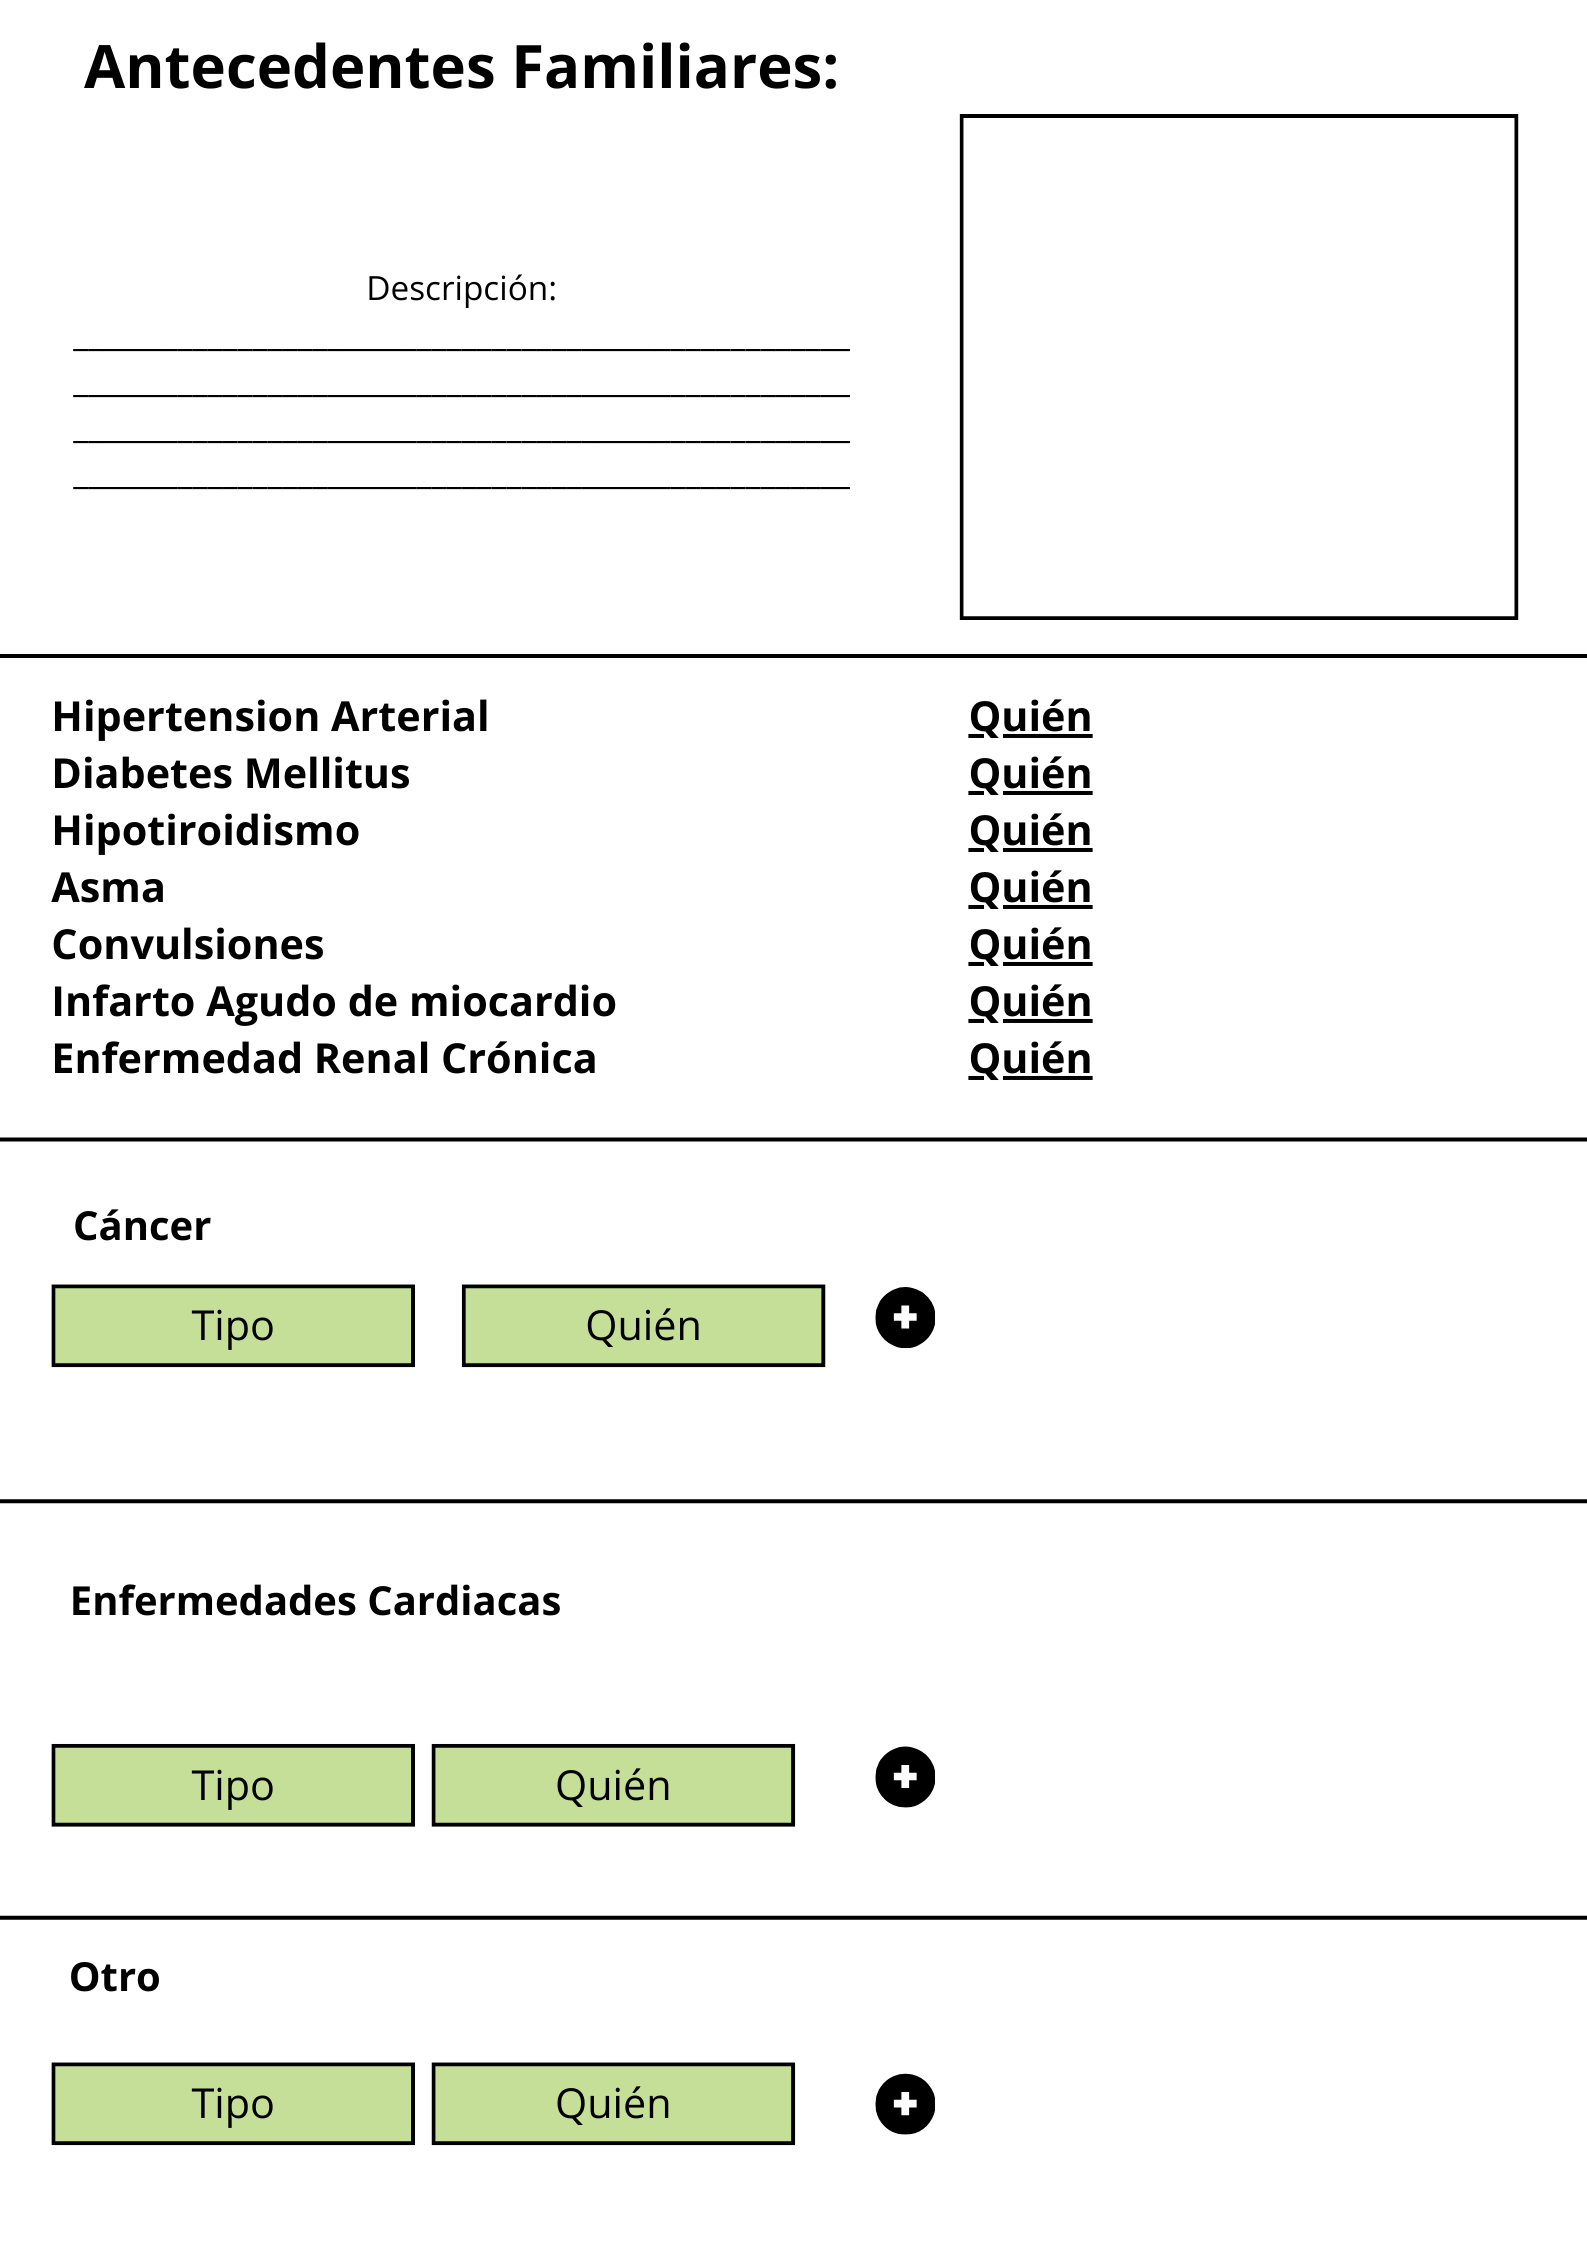 Antecedentes Familiares:
Descripción:
Hipertension Arterial Quién
Diabetes Mellitus Quién
Hipotiroidismo Quién
Asma Quién
Convulsiones Quién
Infarto Agudo de miocardio Quién
Enfermedad Renal Crónica Quién
Cáncer
Tipo Quién
Enfermedades Cardiacas
Tipo Quién
Otro
Tipo Quién